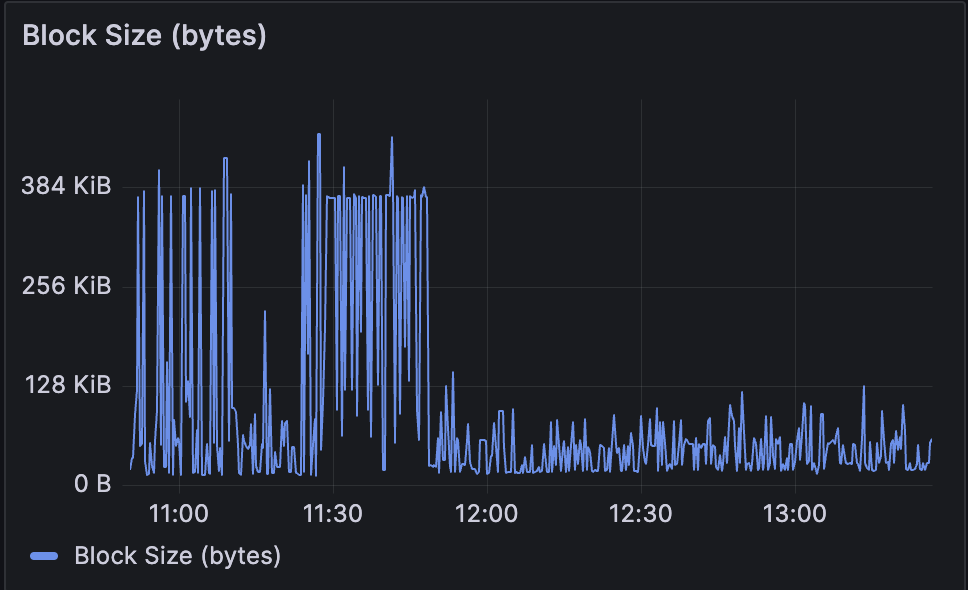 Block Size (bytes)
384 KiB
256 KiB
128 KiB
0 B
11:00 11:30 12:00 12:30 13:00
Block Size (bytes)